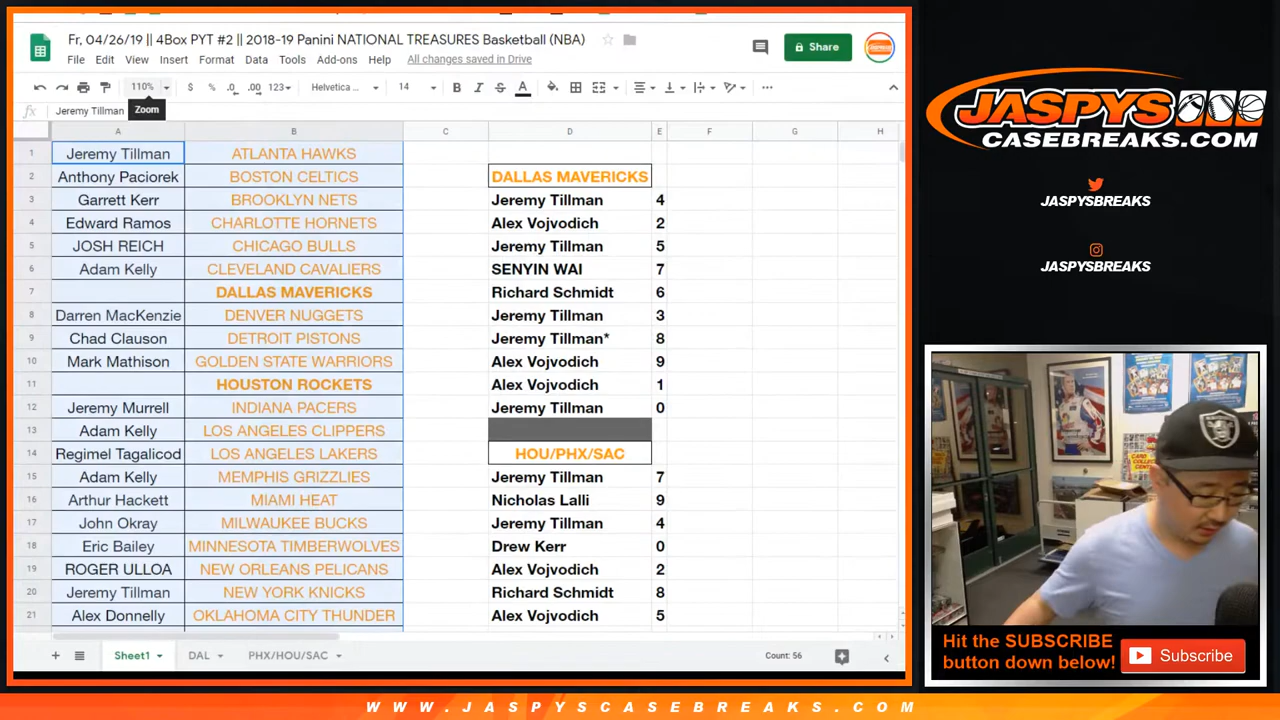 Fr, 04/26/19 || 4Box PYT #2 || 2018-19 Panini NATIONAL TREASURES Basketball (NBA)
File Edit View Insert Format Data Tools Add-ons Help All changes saved in Drive
Share
110% $ % .0 .00 123 Helvetica ... 14 B I S A
fx Jeremy Tillman
Zoom
A B C D E F G H
1 Jeremy Tillman ATLANTA HAWKS
2 Anthony Paciorek BOSTON CELTICS DALLAS MAVERICKS
3 Garrett Kerr BROOKLYN NETS Jeremy Tillman 4
4 Edward Ramos CHARLOTTE HORNETS Alex Vojvodich 2
5 JOSH REICH CHICAGO BULLS Jeremy Tillman 5
6 Adam Kelly CLEVELAND CAVALIERS SENYIN WAI 7
7 DALLAS MAVERICKS Richard Schmidt 6
8 Darren MacKenzie DENVER NUGGETS Jeremy Tillman 3
9 Chad Clauson DETROIT PISTONS Jeremy Tillman* 8
10 Mark Mathison GOLDEN STATE WARRIORS Alex Vojvodich 9
11 HOUSTON ROCKETS Alex Vojvodich 1
12 Jeremy Murrell INDIANA PACERS Jeremy Tillman 0
13 Adam Kelly LOS ANGELES CLIPPERS
14 Regimel Tagalicod LOS ANGELES LAKERS HOU/PHX/SAC
15 Adam Kelly MEMPHIS GRIZZLIES Jeremy Tillman 7
16 Arthur Hackett MIAMI HEAT Nicholas Lalli 9
17 John Okray MILWAUKEE BUCKS Jeremy Tillman 4
18 Eric Bailey MINNESOTA TIMBERWOLVES Drew Kerr 0
19 ROGER ULLOA NEW ORLEANS PELICANS Alex Vojvodich 2
20 Jeremy Tillman NEW YORK KNICKS Richard Schmidt 8
21 Alex Donnelly OKLAHOMA CITY THUNDER Alex Vojvodich 5
Sheet1 DAL PHX/HOU/SAC Count: 56
JASPYS
CASEBREAKS.COM
JASPYSBREAKS
JASPYSBREAKS
Hit the SUBSCRIBE
button down below!
Subscribe
WWW.JASPYSCASEBREAKS.COM